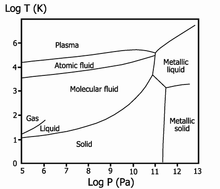 Log T (K)
6
5
4
3
2
1
0
Plasma
Atomic fluid
Metallic
liquid
Molecular fluid
Gas
Liquid
Solid
Metallic
solid
5 6 7 8 9 10 11 12 13
Log P (Pa)